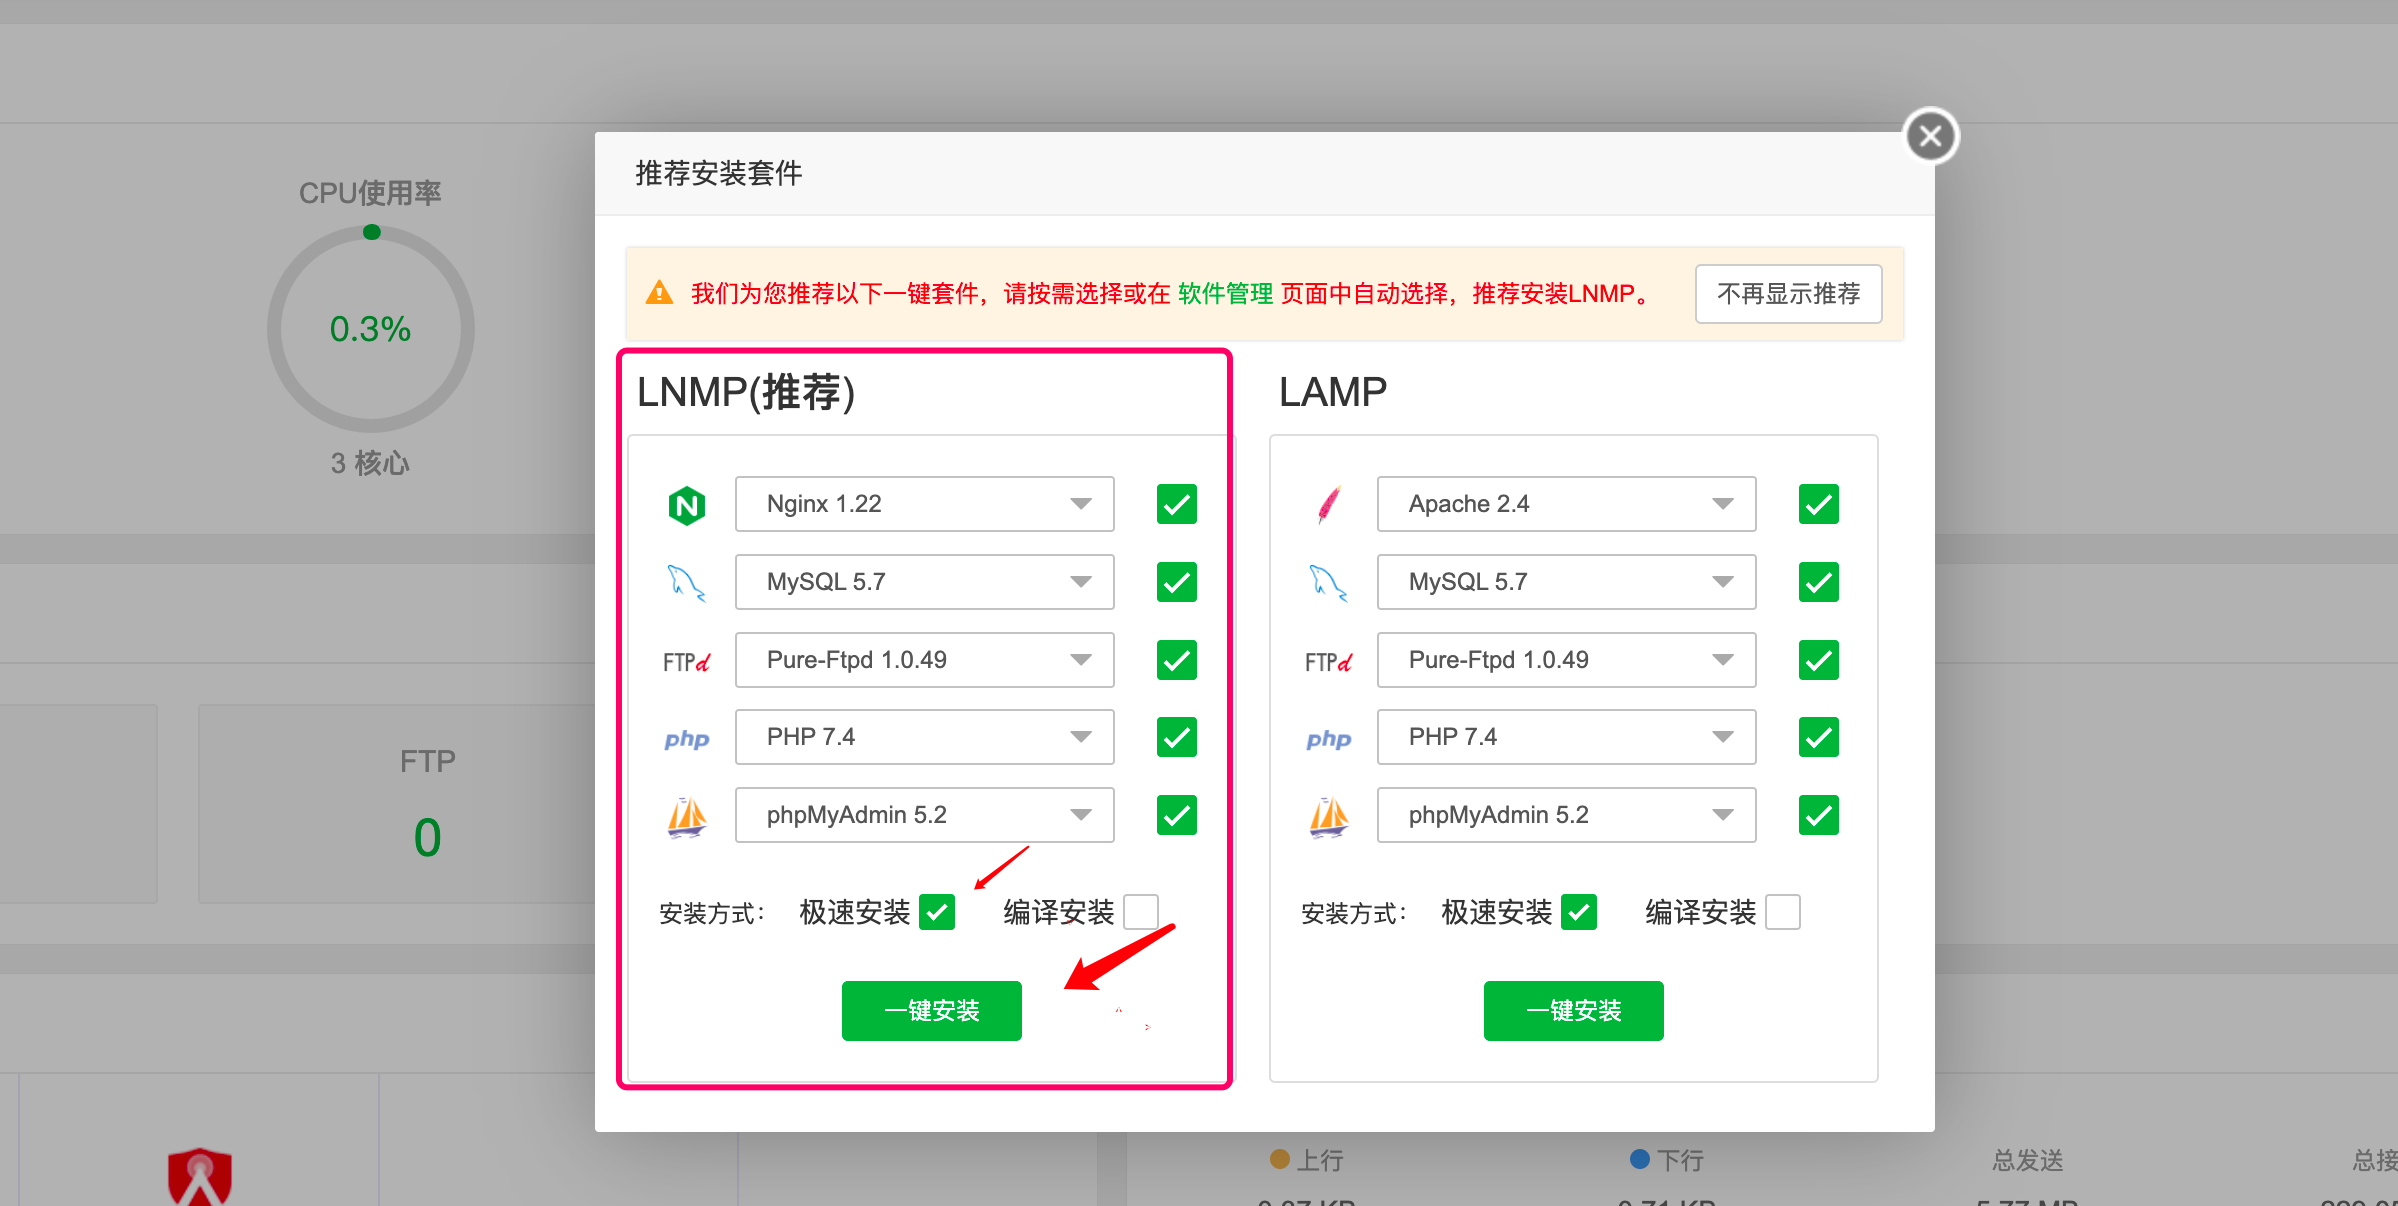 CPU使用率
0.3%
3 核心
FTP
0
推荐安装套件
我们为您推荐以下一键套件，请按需选择或在 软件管理 页面中自动选择，推荐安装LNMP。
不再显示推荐
LNMP(推荐)
Nginx 1.22
MySQL 5.7
FTPd Pure-Ftpd 1.0.49
php PHP 7.4
phpMyAdmin 5.2
安装方式： 极速安装 编译安装
一键安装
LAMP
Apache 2.4
MySQL 5.7
FTPd Pure-Ftpd 1.0.49
php PHP 7.4
phpMyAdmin 5.2
安装方式： 极速安装 编译安装
一键安装
上行 下行 总发送